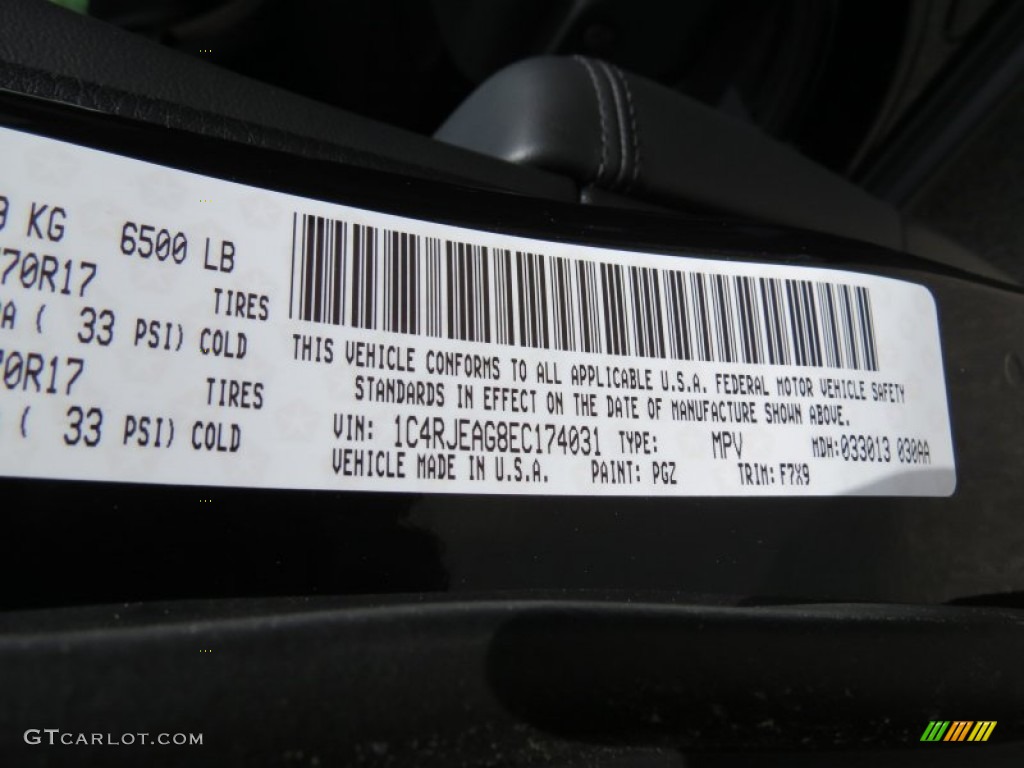 KG 6500 LB
70R17 TIRES
A ( 33 PSI) COLD
70R17 TIRES
( 33 PSI) COLD
THIS VEHICLE CONFORMS TO ALL APPLICABLE U.S.A. FEDERAL MOTOR VEHICLE SAFETY
STANDARDS IN EFFECT ON THE DATE OF MANUFACTURE SHOWN ABOVE.
VIN: 1C4RJEAG8EC174031 TYPE: MPV MDH:033013 030AA
VEHICLE MADE IN U.S.A. PAINT: PGZ TRIM: F7X9
GTCARLOT.COM